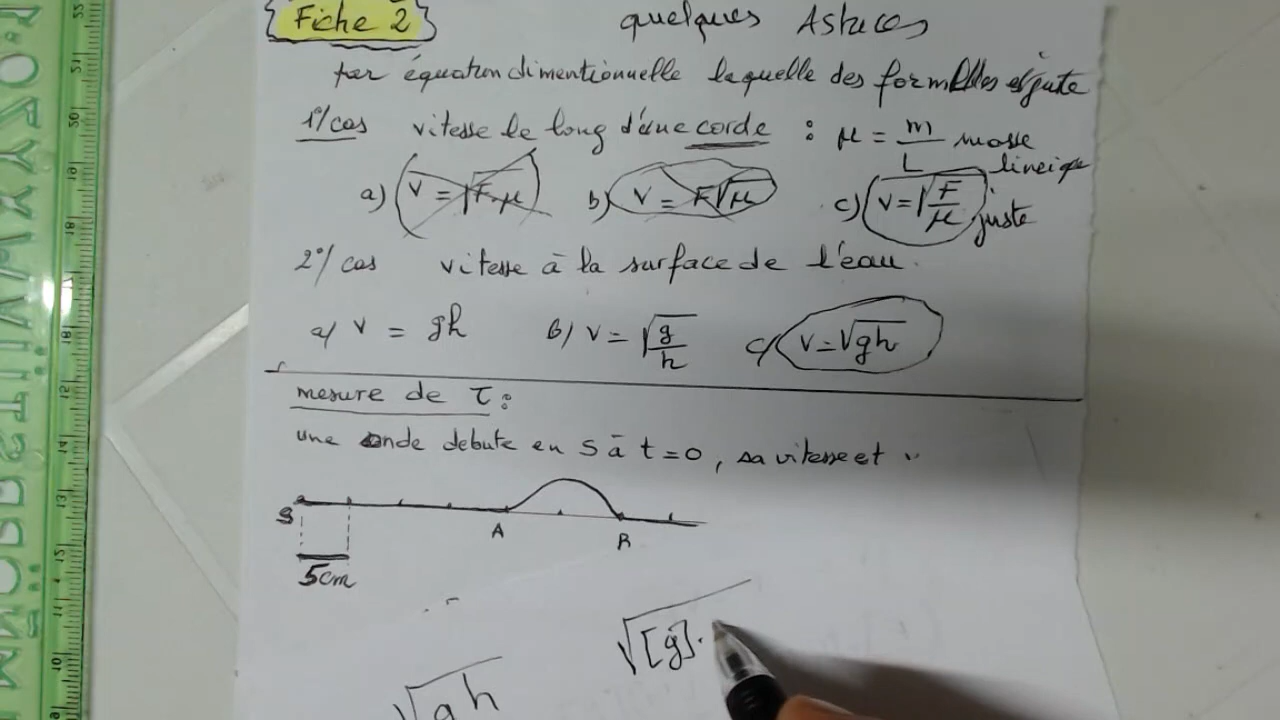 Fiche 2
quelques Astuces
par équation dimentionnelle laquelle des formelles est juste
1°/ cas vitesse le long d'une corde : μ = m/L masse lineique
a) V = √F.μ b) V = F√μ c) V = √F/μ juste
2°/ cas vitesse à la surface de l'eau.
a/ v = gh b/ v = √g/h c/ v = √gh
mesure de τ :
une onde debute en S à t = 0, sa vitesse et v
S A B
5cm
√[g].
√gh